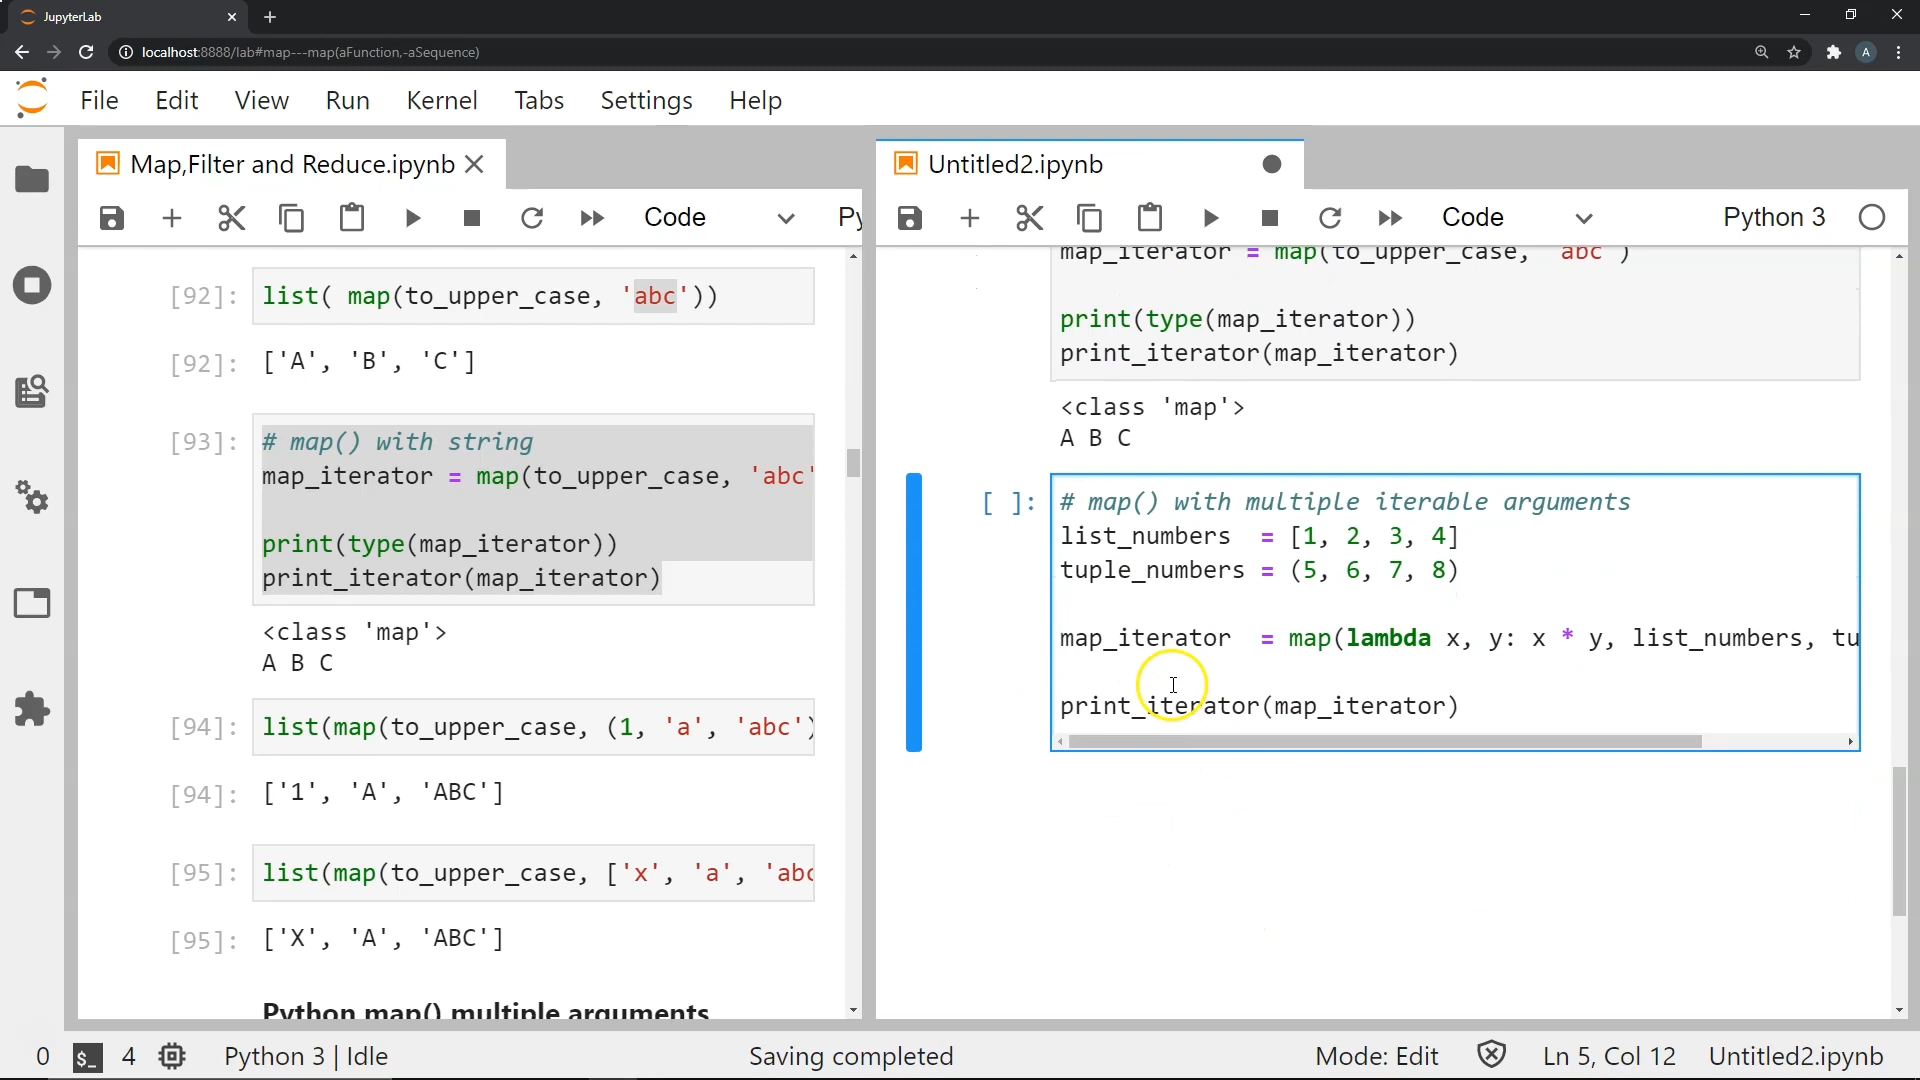 JupyterLab
localhost:8888/lab#map---map(aFunction,-aSequence)
A
File Edit View Run Kernel Tabs Settings Help
Map,Filter and Reduce.ipynb
Code
Py
[92]: list( map(to_upper_case, 'abc'))
[92]: ['A', 'B', 'C']
[93]: # map() with string
map_iterator = map(to_upper_case, 'abc'
print(type(map_iterator))
print_iterator(map_iterator)
<class 'map'>
A B C
[94]: list(map(to_upper_case, (1, 'a', 'abc')
[94]: ['1', 'A', 'ABC']
[95]: list(map(to_upper_case, ['x', 'a', 'abc
[95]: ['X', 'A', 'ABC']
Python map() multiple arguments
Untitled2.ipynb
Code
Python 3
map_iterator = map(to_upper_case, 'abc')
print(type(map_iterator))
print_iterator(map_iterator)
<class 'map'>
A B C
[ ]: # map() with multiple iterable arguments
list_numbers  = [1, 2, 3, 4]
tuple_numbers = (5, 6, 7, 8)
map_iterator  = map(lambda x, y: x * y, list_numbers, tu
print_iterator(map_iterator)
0 $_ 4 Python 3 | Idle Saving completed Mode: Edit Ln 5, Col 12 Untitled2.ipynb